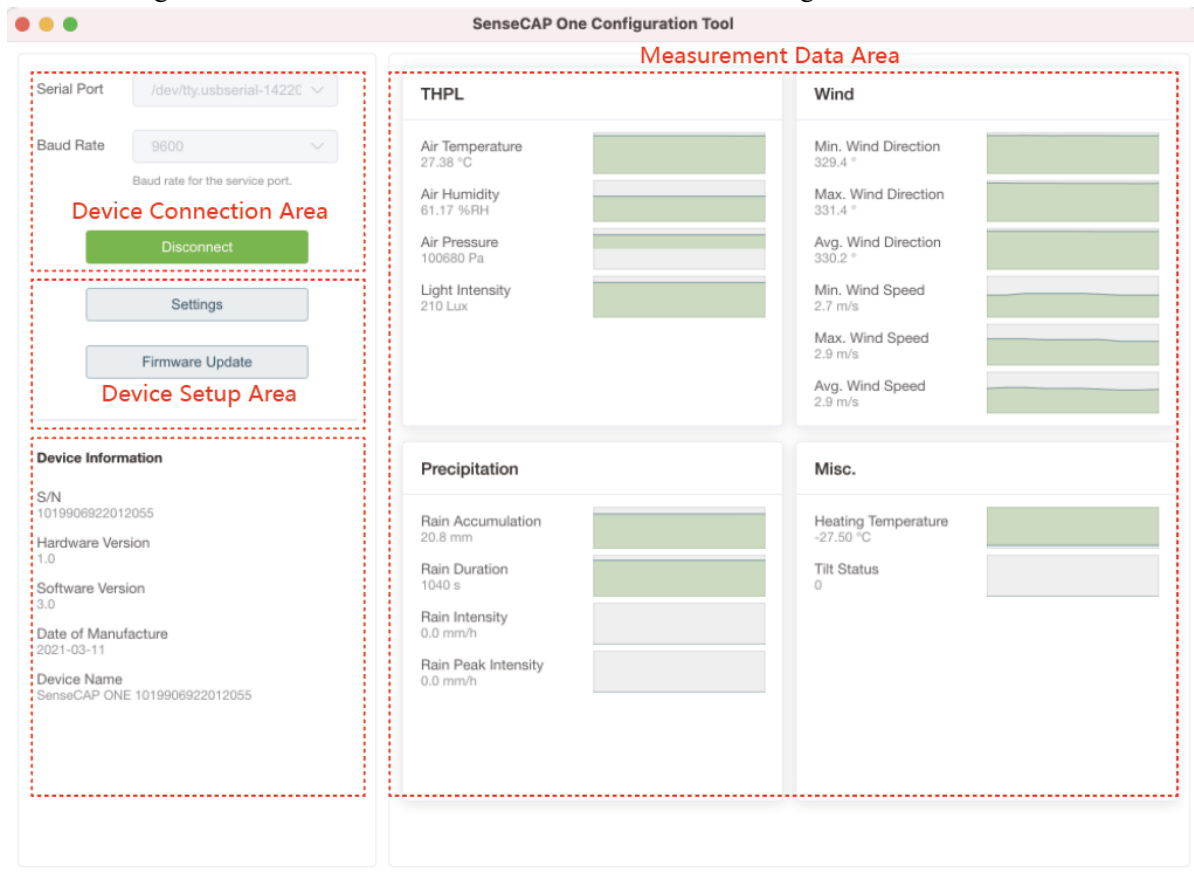 SenseCAP One Configuration Tool
Measurement Data Area
Serial Port
/dev/tty.usbserial-14220
Baud Rate
9600
Baud rate for the service port.
Device Connection Area
Disconnect
Settings
Firmware Update
Device Setup Area
Device Information
S/N
1019906922012055
Hardware Version
1.0
Software Version
3.0
Date of Manufacture
2021-03-11
Device Name
SenseCAP ONE 1019906922012055
THPL
Air Temperature
27.38 °C
Air Humidity
61.17 %RH
Air Pressure
100680 Pa
Light Intensity
210 Lux
Wind
Min. Wind Direction
329.4 °
Max. Wind Direction
331.4 °
Avg. Wind Direction
330.2 °
Min. Wind Speed
2.7 m/s
Max. Wind Speed
2.9 m/s
Avg. Wind Speed
2.9 m/s
Precipitation
Rain Accumulation
20.8 mm
Rain Duration
1040 s
Rain Intensity
0.0 mm/h
Rain Peak Intensity
0.0 mm/h
Misc.
Heating Temperature
-27.50 °C
Tilt Status
0